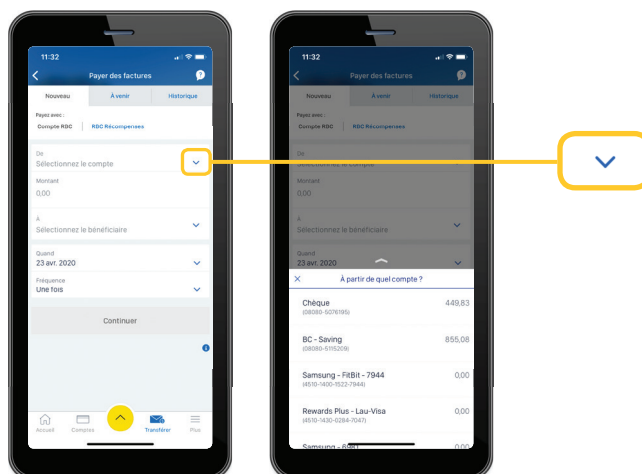 11:32
Payer des factures
?
Nouveau
À venir
Historique
Payez avec :
Compte RBC
RBC Récompenses
De
Sélectionnez le compte
Montant
0,00
À
Sélectionnez le bénéficiaire
Quand
23 avr. 2020
Fréquence
Une fois
Continuer
Accueil
Comptes
Transférer
Plus
11:32
Payer des factures
?
Nouveau
À venir
Historique
Payez avec :
Compte RBC
RBC Récompenses
De
Sélectionnez le compte
Montant
0,00
À
Sélectionnez le bénéficiaire
Quand
23 avr. 2020
À partir de quel compte ?
Chèque
449,83
(08080-5076195)
BC - Saving
855,08
(08080-5115209)
Samsung - FitBit - 7944
0,00
(4510-1400-1522-7944)
Rewards Plus - Lau-Visa
0,00
(4510-1430-0284-7047)
Samsung - 6980
0,00